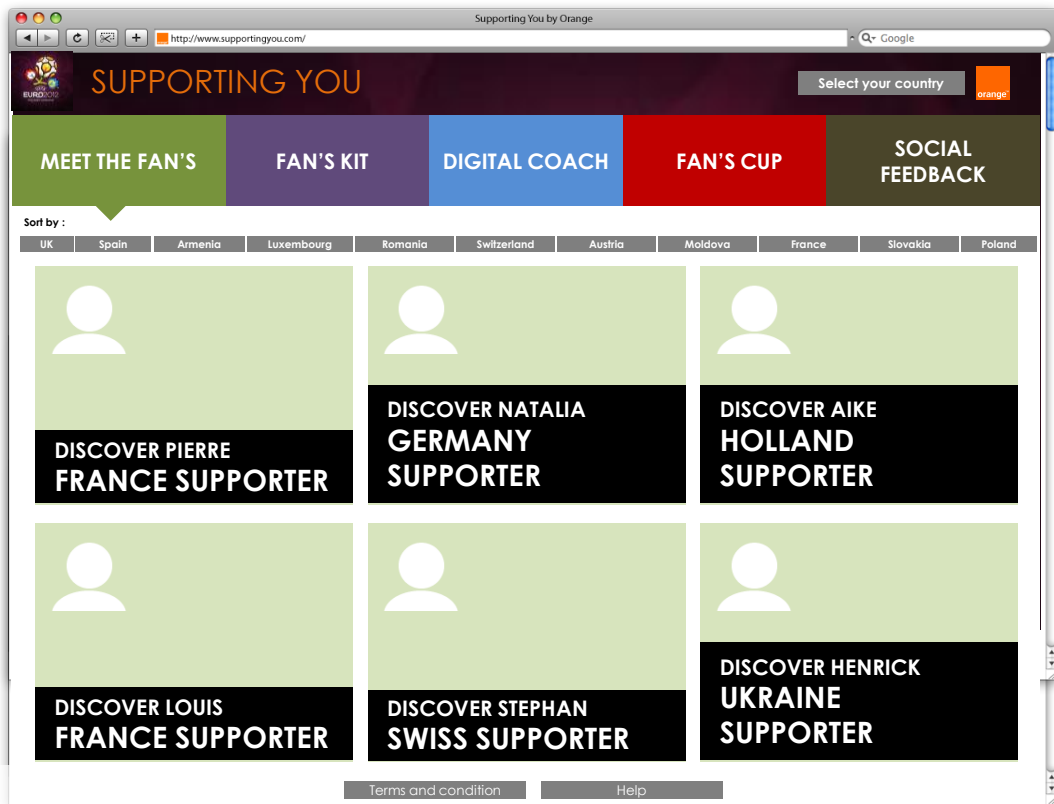 Supporting You by Orange
http://www.supportingyou.com/
Google
EURO2012
SUPPORTING YOU
Select your country
orange™
MEET THE FAN'S
FAN'S KIT
DIGITAL COACH
FAN'S CUP
SOCIAL
FEEDBACK
Sort by :
UK
Spain
Armenia
Luxembourg
Romania
Switzerland
Austria
Moldova
France
Slovakia
Poland
DISCOVER PIERRE
FRANCE SUPPORTER
DISCOVER NATALIA
GERMANY
SUPPORTER
DISCOVER AIKE
HOLLAND
SUPPORTER
DISCOVER LOUIS
FRANCE SUPPORTER
DISCOVER STEPHAN
SWISS SUPPORTER
DISCOVER HENRICK
UKRAINE
SUPPORTER
Terms and condition
Help